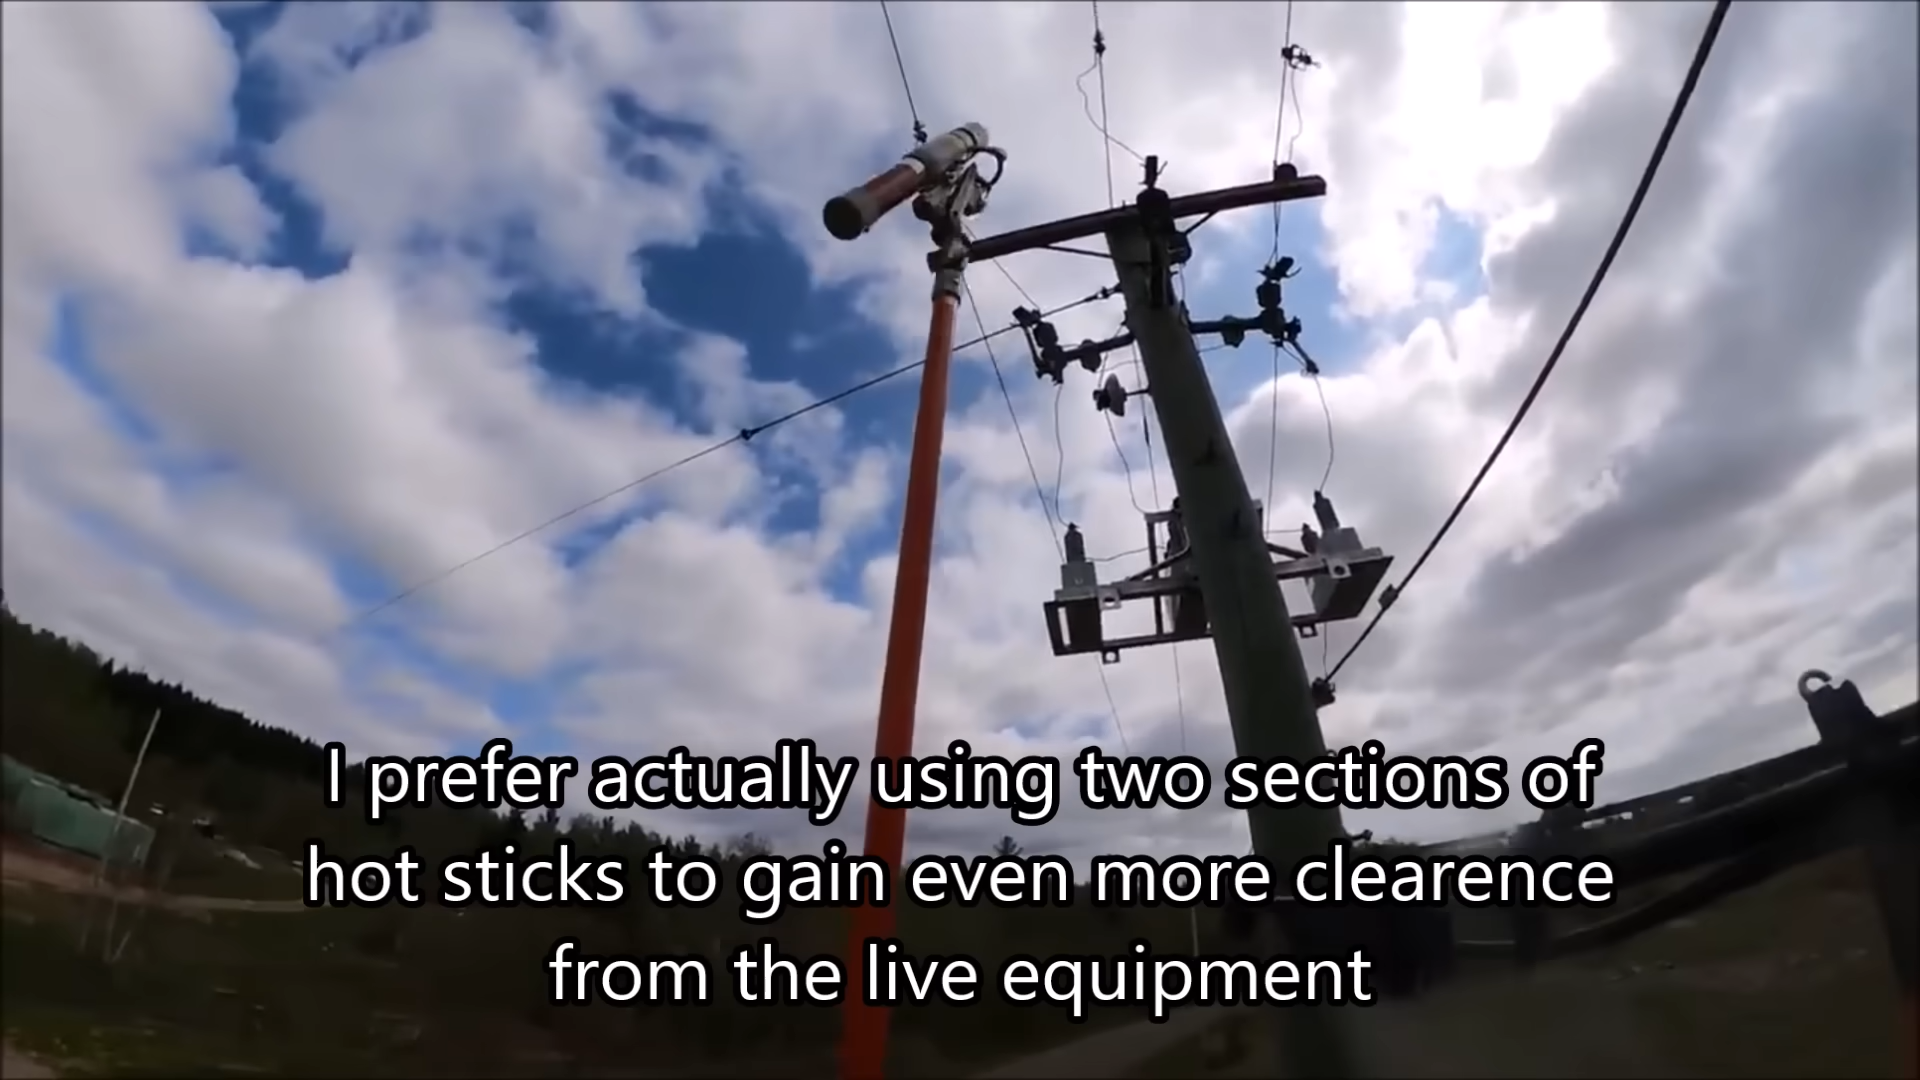 I prefer actually using two sections of
hot sticks to gain even more clearence
from the live equipment